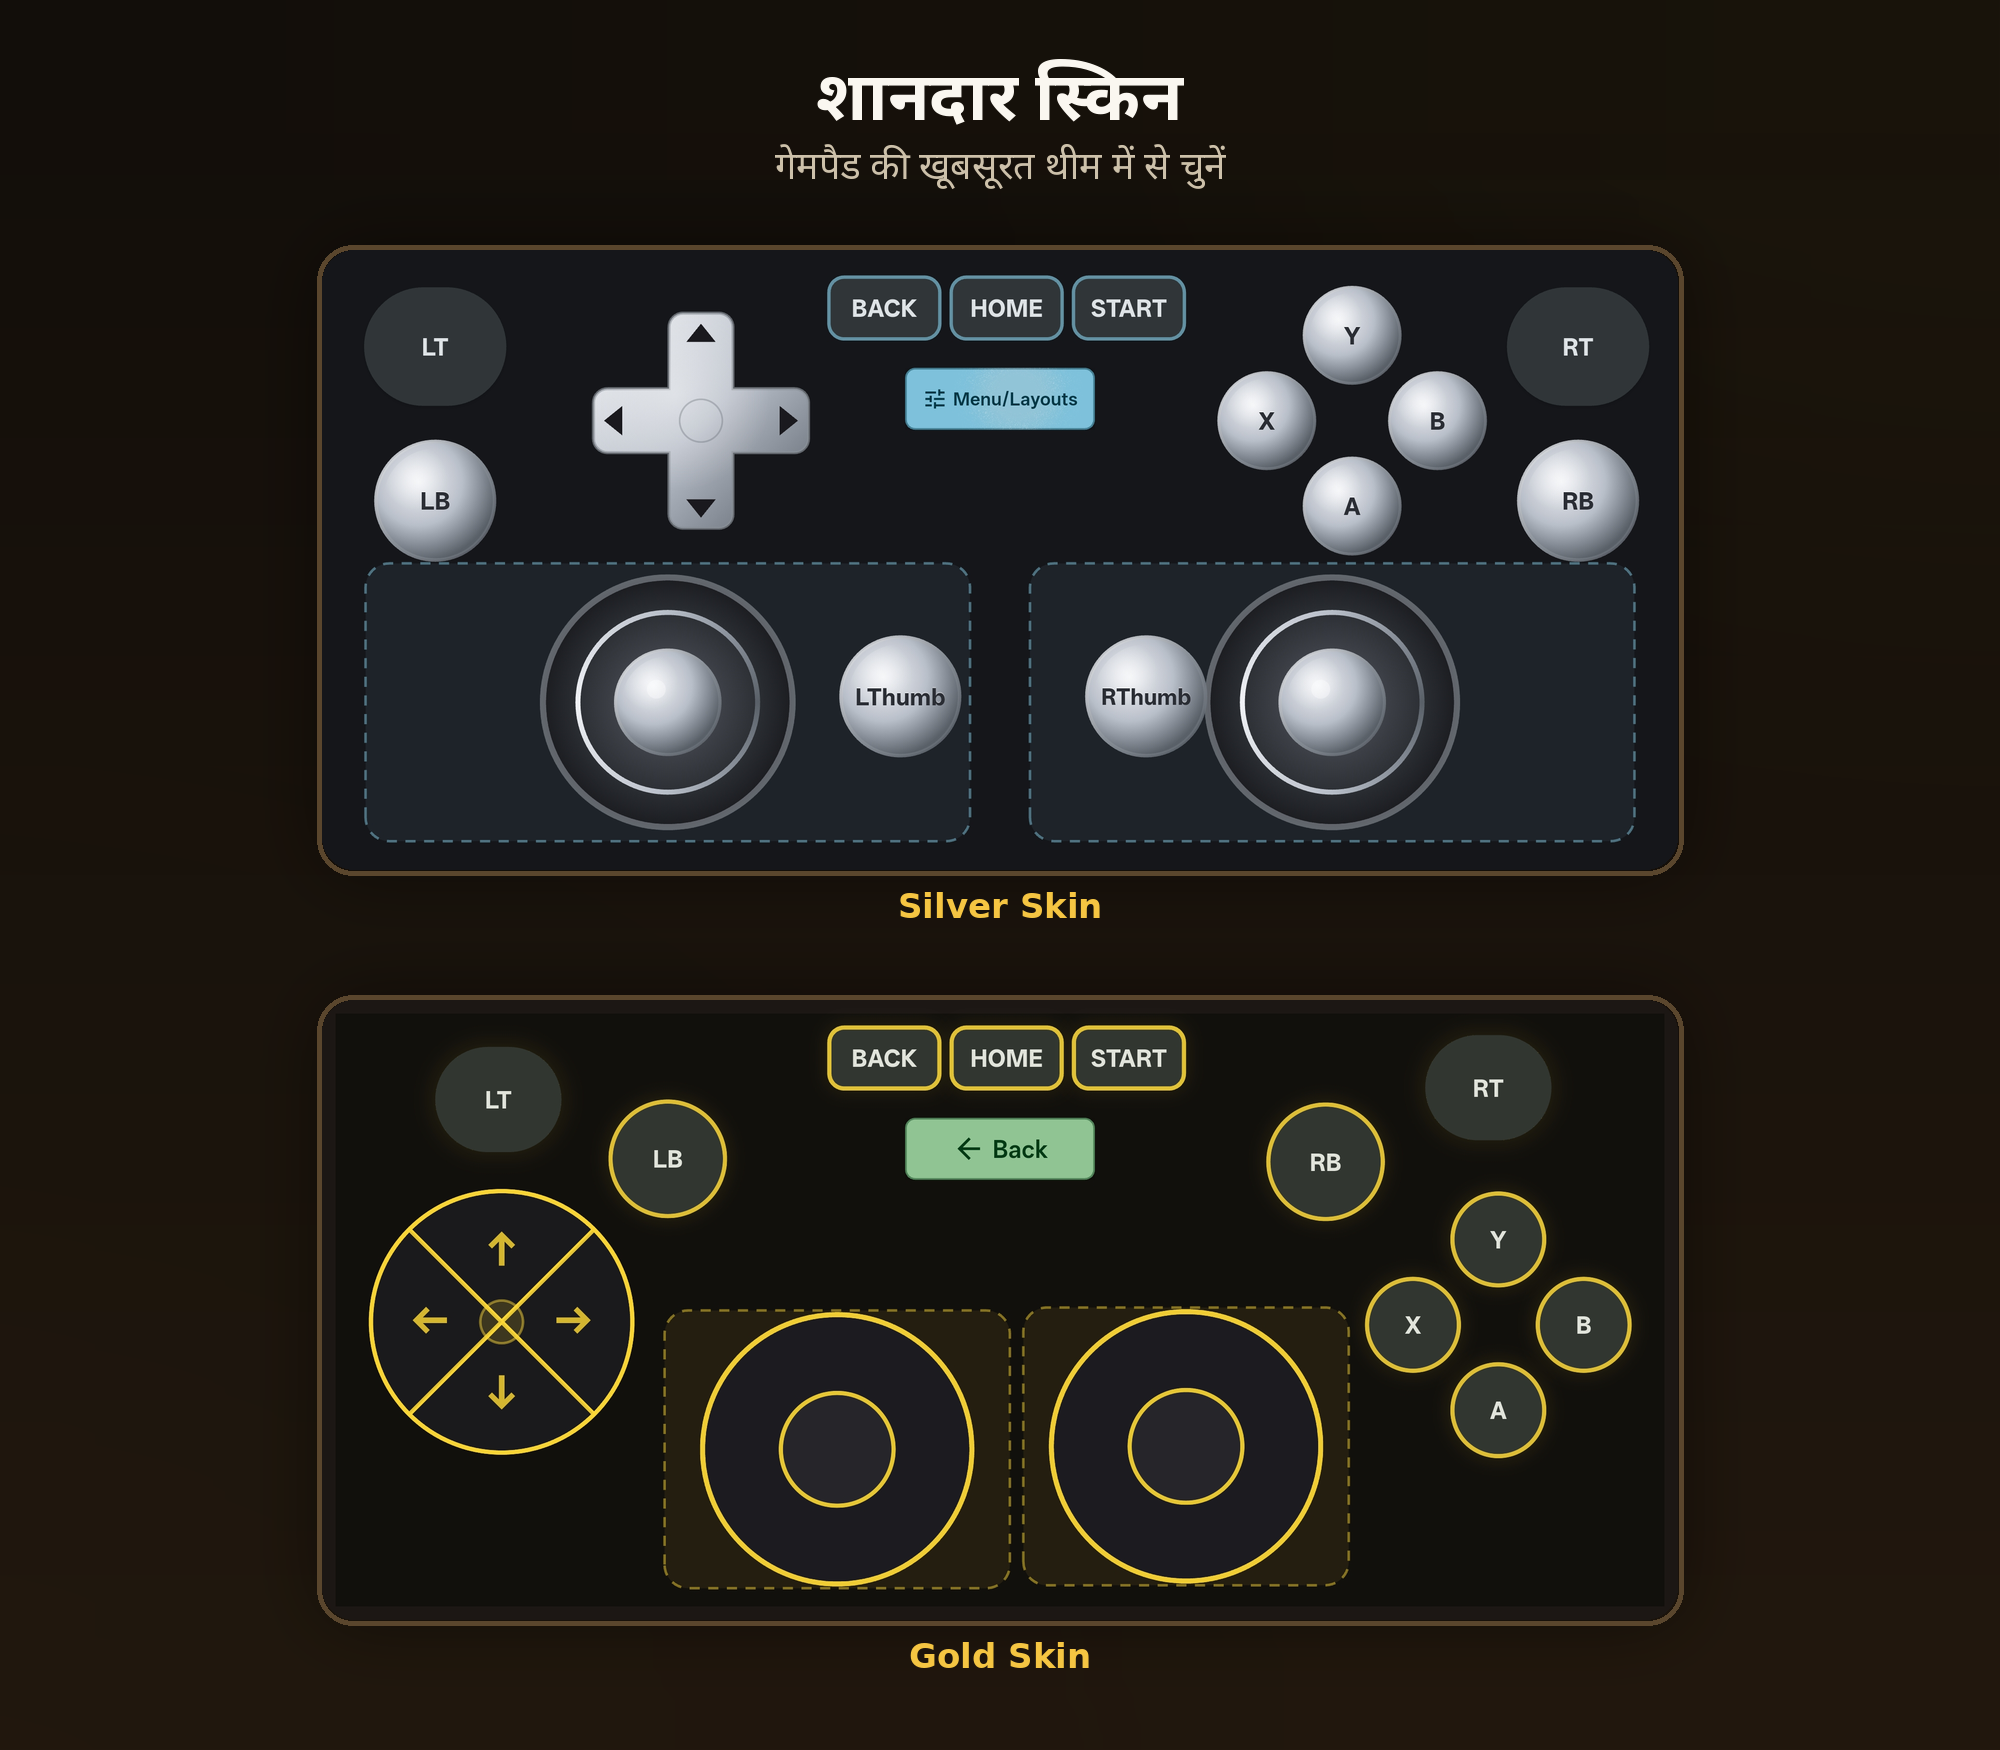 शानदार स्किन
गेमपैड की खूबसूरत थीम में से चुनें
BACK HOME START
LT
Y
RT
Menu/Layouts
X
B
LB
A
RB
LThumb
RThumb
Silver Skin
BACK HOME START
LT
RT
LB
Back
RB
Y
X
B
A
Gold Skin